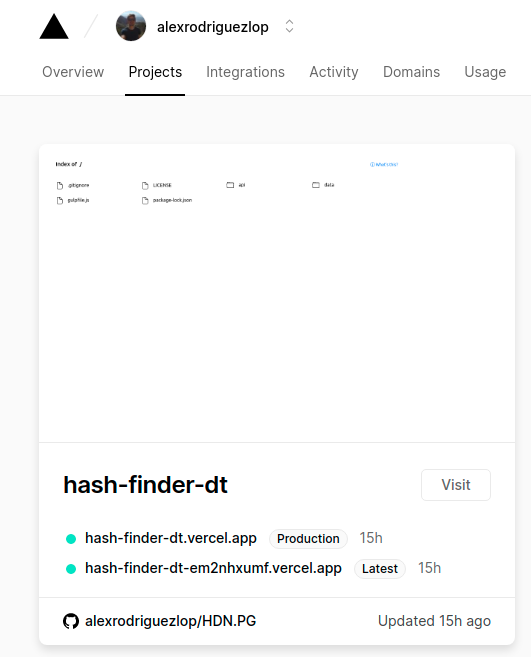 alexrodriguezlop
Overview Projects Integrations Activity Domains Usage
Index of /
.gitignore LICENSE api data
gulpfile.js package-lock.json
hash-finder-dt Visit
hash-finder-dt.vercel.app Production 15h
hash-finder-dt-em2nhxumf.vercel.app Latest 15h
alexrodriguezlop/HDN.PG Updated 15h ago